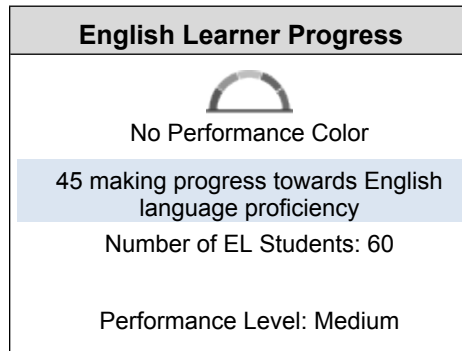 English Learner Progress
No Performance Color
45 making progress towards English
language proficiency
Number of EL Students: 60
Performance Level: Medium